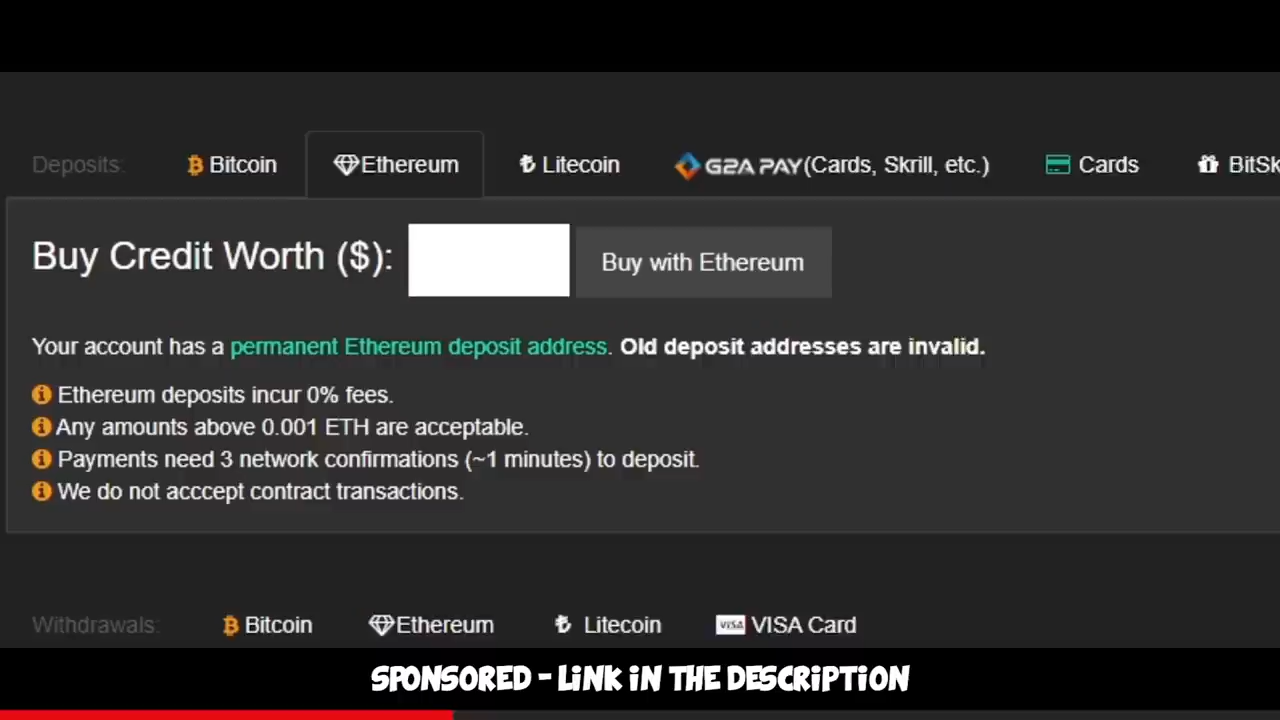 Deposits: Bitcoin Ethereum Litecoin G2A PAY (Cards, Skrill, etc.) Cards BitSk
Buy Credit Worth ($): Buy with Ethereum
Your account has a permanent Ethereum deposit address. Old deposit addresses are invalid.
Ethereum deposits incur 0% fees.
Any amounts above 0.001 ETH are acceptable.
Payments need 3 network confirmations (~1 minutes) to deposit.
We do not acccept contract transactions.
Withdrawals: Bitcoin Ethereum Litecoin VISA VISA Card
SPONSORED - LINK IN THE DESCRIPTION